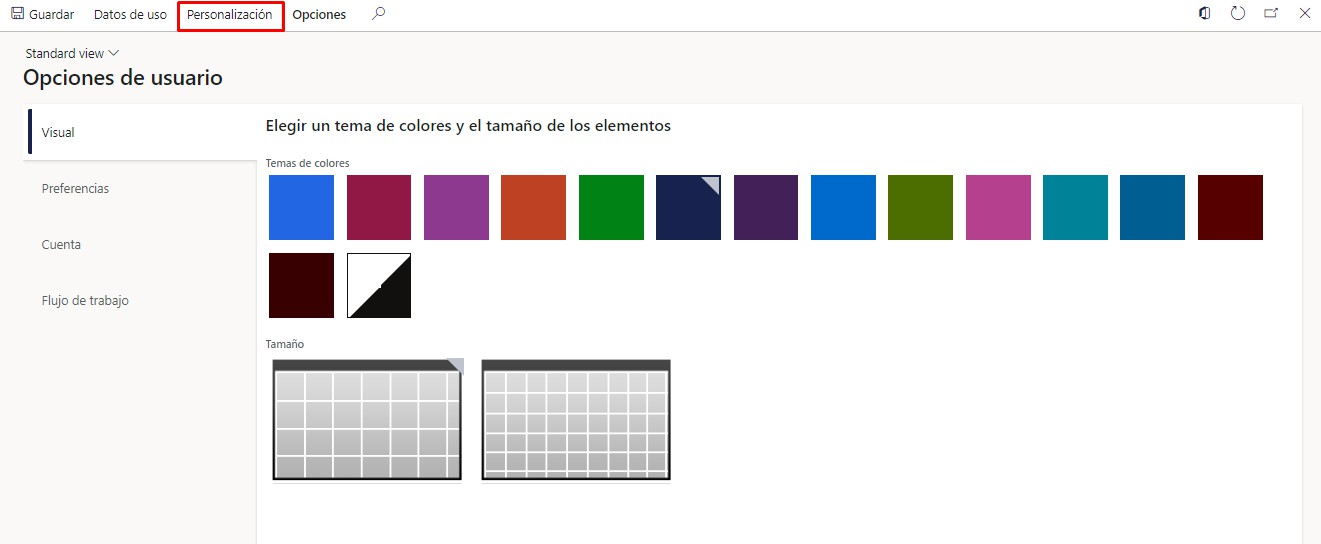 Guardar Datos de uso Personalización Opciones
Standard view
Opciones de usuario
Visual
Preferencias
Cuenta
Flujo de trabajo
Elegir un tema de colores y el tamaño de los elementos
Temas de colores
Tamaño